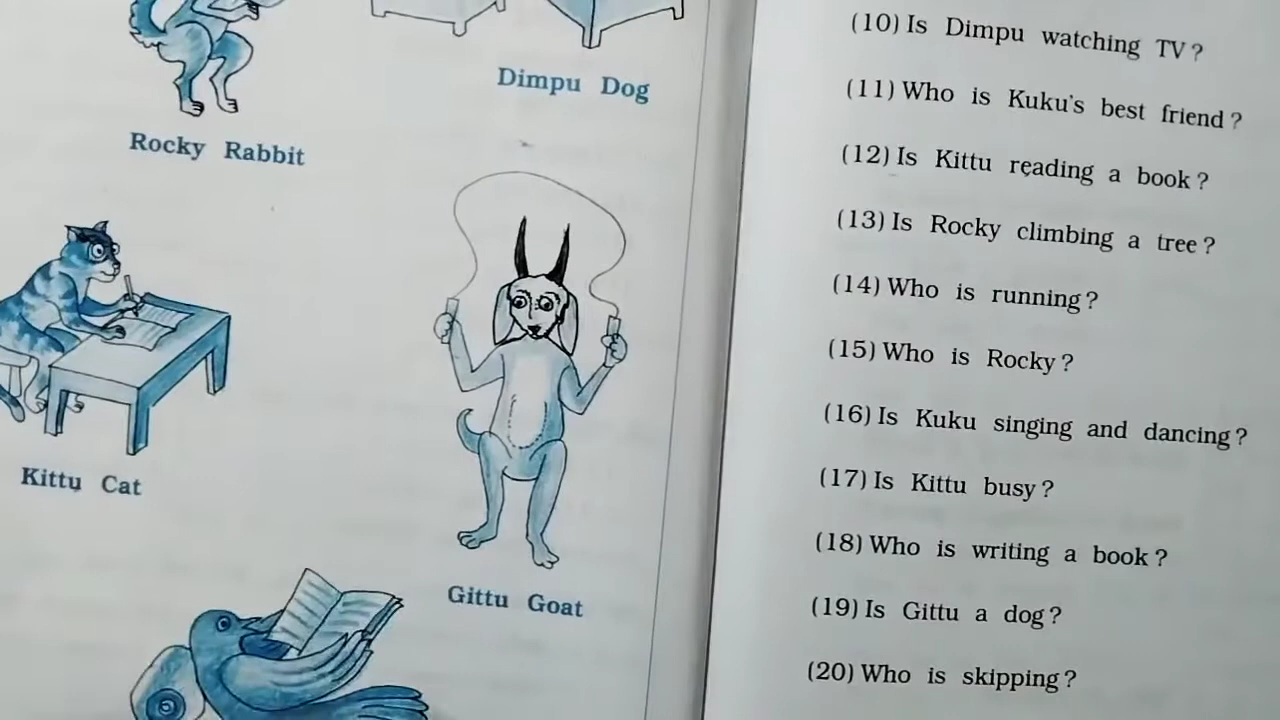 Dimpu Dog
Rocky Rabbit
Kittu Cat
Gittu Goat
(10) Is Dimpu watching TV?
(11) Who is Kuku's best friend?
(12) Is Kittu reading a book?
(13) Is Rocky climbing a tree?
(14) Who is running?
(15) Who is Rocky?
(16) Is Kuku singing and dancing?
(17) Is Kittu busy?
(18) Who is writing a book?
(19) Is Gittu a dog?
(20) Who is skipping?